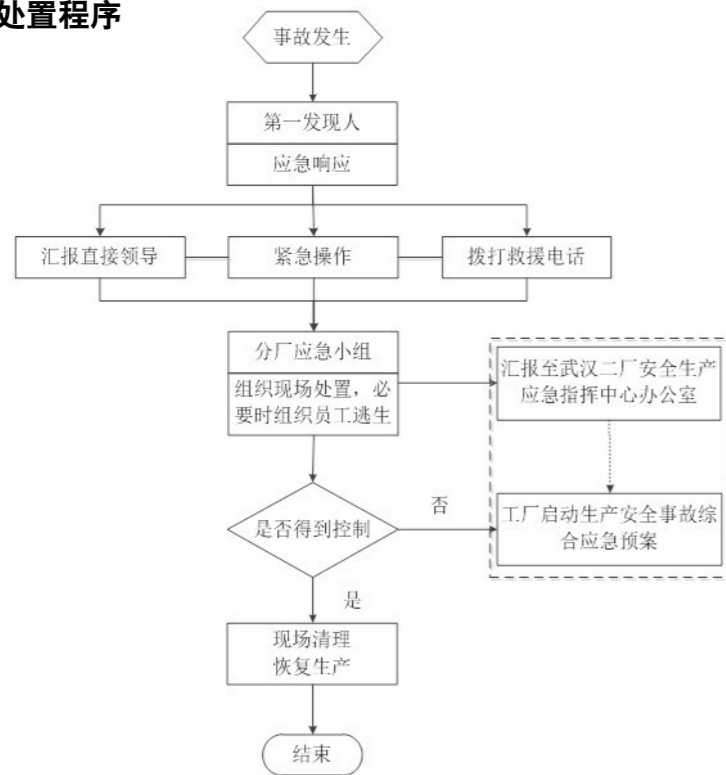 处置程序
事故发生
第一发现人
应急响应
汇报直接领导
紧急操作
拨打救援电话
分厂应急小组
组织现场处置，必
要时组织员工逃生
汇报至武汉二厂安全生产
应急指挥中心办公室
是否得到控制
否
工厂启动生产安全事故综
合应急预案
是
现场清理
恢复生产
结束